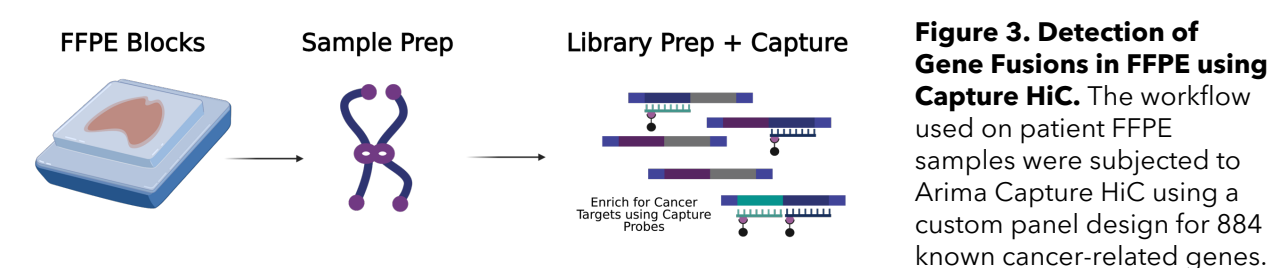 FFPE Blocks
Sample Prep
Library Prep + Capture
Enrich for Cancer
Targets using Capture
Probes
Figure 3. Detection of
Gene Fusions in FFPE using
Capture HiC. The workflow
used on patient FFPE
samples were subjected to
Arima Capture HiC using a
custom panel design for 884
known cancer-related genes.